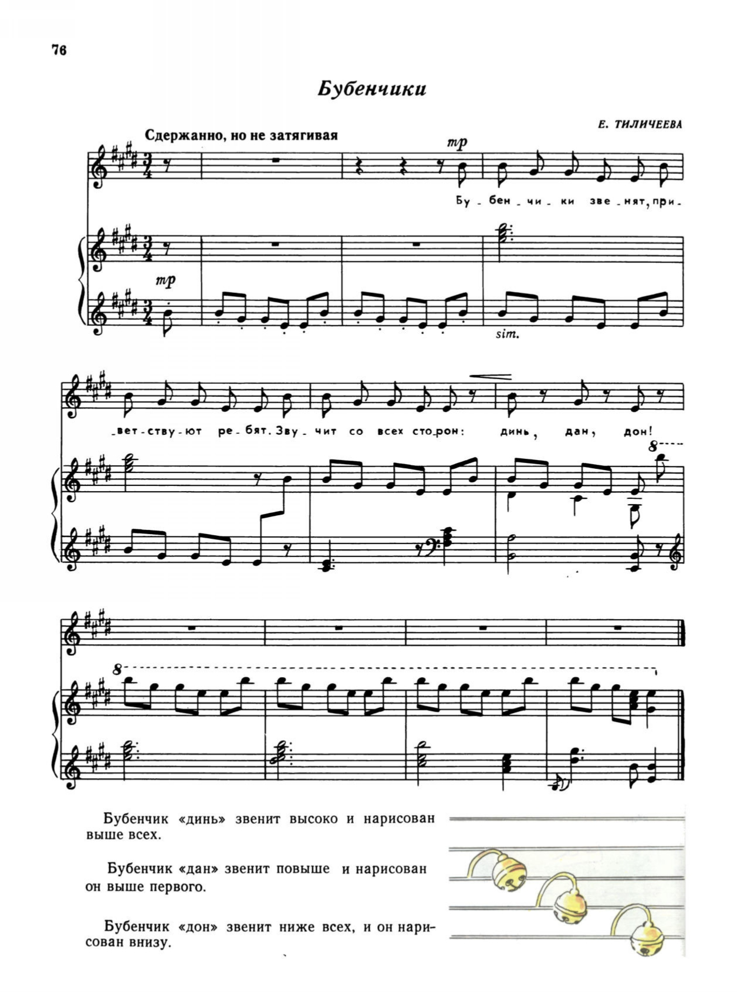 76
Бубенчики
Е. ТИЛИЧЕЕВА
Сдержанно, но не затягивая
mp
Бу - бен - чи - ки зве - нят, при -
mp
sim.
- вет - ству - ют ре - бят. Зву - чит со всех сто - рон: динь, дан, дон!
8
8
Бубенчик «динь» звенит высоко и нарисован
выше всех.
Бубенчик «дан» звенит повыше и нарисован
он выше первого.
Бубенчик «дон» звенит ниже всех, и он нари-
сован внизу.